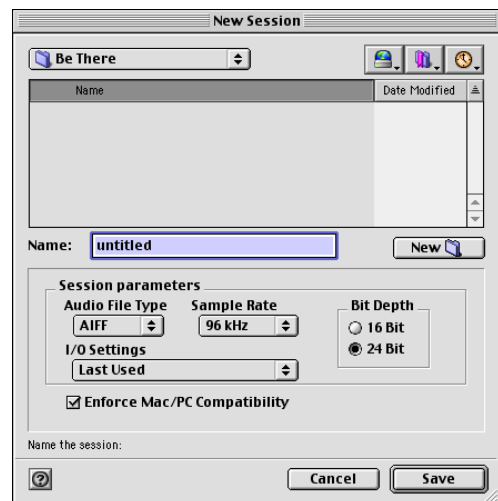 New Session
Be There
Name Date Modified
Name: untitled New
Session parameters
Audio File Type Sample Rate Bit Depth
AIFF 96 kHz 16 Bit
I/O Settings 24 Bit
Last Used
Enforce Mac/PC Compatibility
Name the session:
? Cancel Save